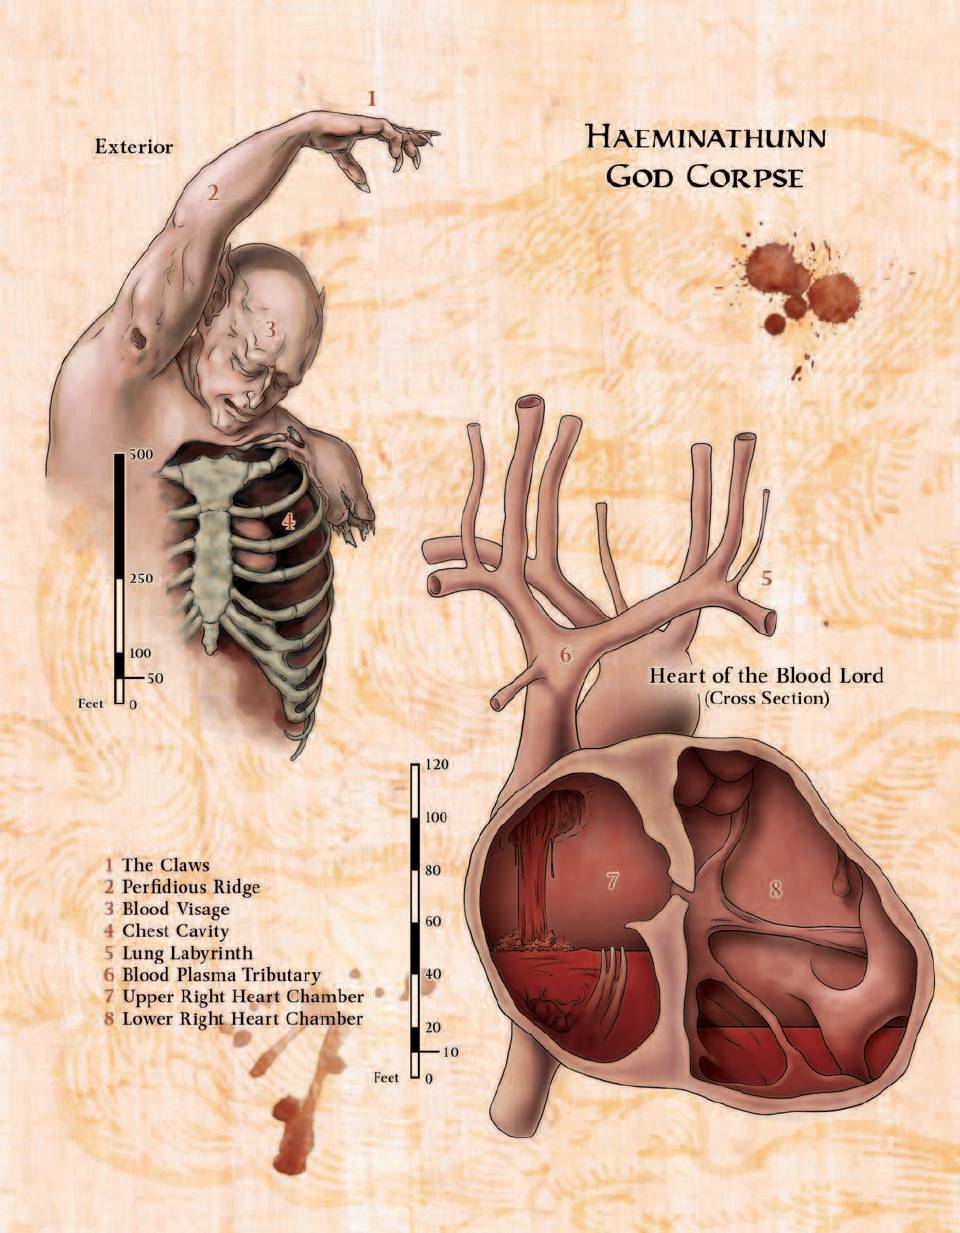 Haeminathunn
God Corpse
Exterior
1
2
3
4
500
250
100
50
Feet 0
5
6
Heart of the Blood Lord
(Cross Section)
7
8
120
100
80
60
40
20
10
Feet 0
1 The Claws
2 Perfidious Ridge
3 Blood Visage
4 Chest Cavity
5 Lung Labyrinth
6 Blood Plasma Tributary
7 Upper Right Heart Chamber
8 Lower Right Heart Chamber